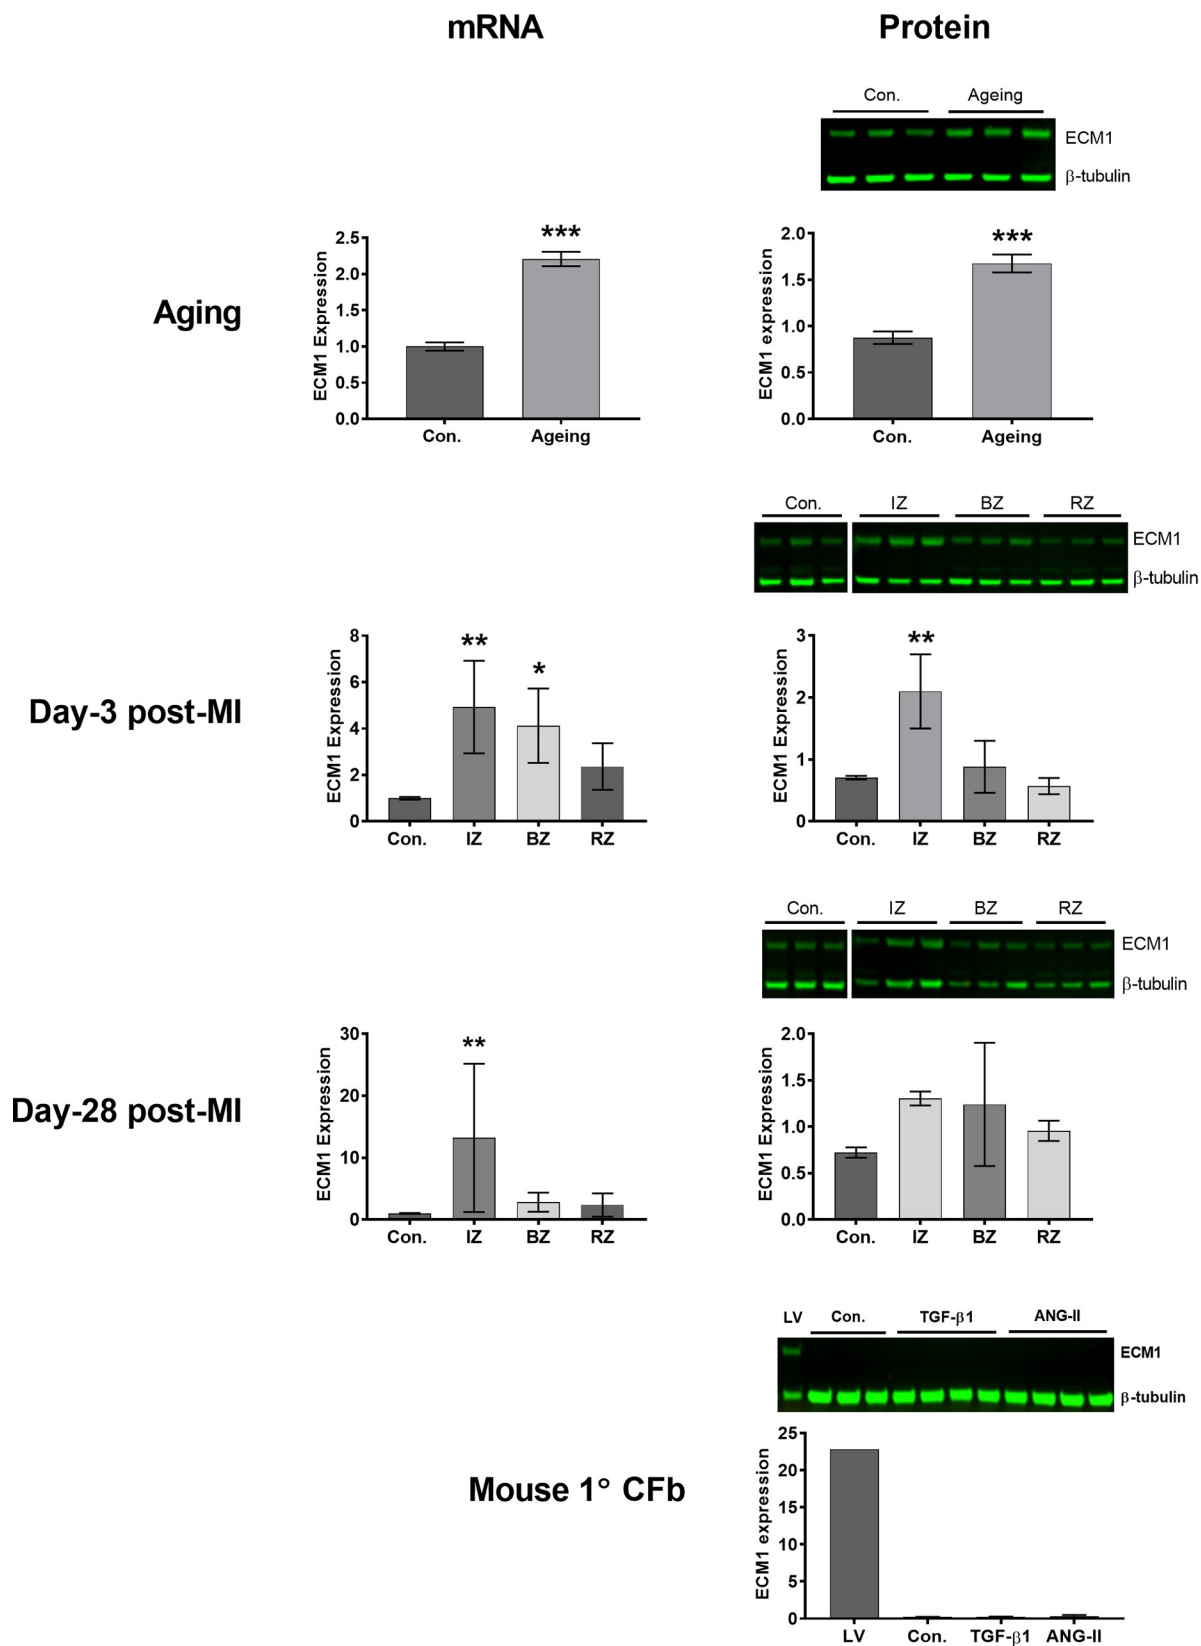 mRNA Protein
Con. Ageing
ECM1
β-tubulin
Aging
ECM1 Expression
2.5
2.0
1.5
1.0
0.5
0.0
***
Con. Ageing
ECM1 expression
2.0
1.5
1.0
0.5
0.0
***
Con. Ageing
Con. IZ BZ RZ
ECM1
β-tubulin
Day-3 post-MI
ECM1 Expression
8
6
4
2
0
** *
Con. IZ BZ RZ
ECM1 Expression
3
2
1
0
**
Con. IZ BZ RZ
Con. IZ BZ RZ
ECM1
β-tubulin
Day-28 post-MI
ECM1 Expression
30
20
10
0
**
Con. IZ BZ RZ
ECM1 Expression
2.0
1.5
1.0
0.5
0.0
Con. IZ BZ RZ
LV Con. TGF-β1 ANG-II
ECM1
β-tubulin
Mouse 1° CFb
ECM1 expression
25
20
15
10
5
0
LV Con. TGF-β1 ANG-II